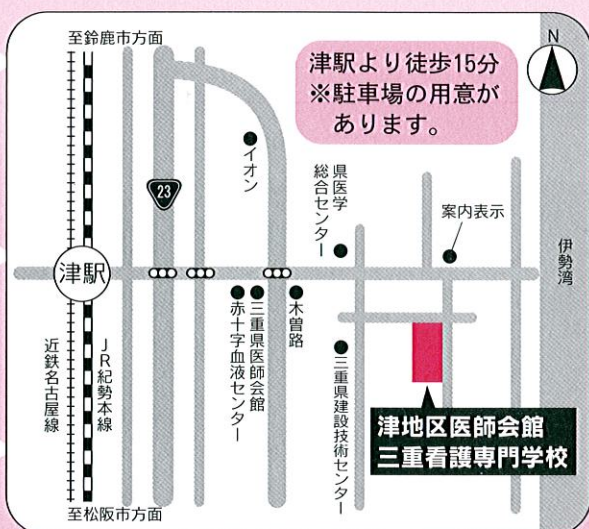 至鈴鹿市方面
津駅より徒歩15分
※駐車場の用意が
あります。
N
23
イオン
県医学
総合センター
案内表示
伊勢湾
津駅
木曽路
三重県医師会館
赤十字血液センター
三重県建設技術センター
JR紀勢本線
近鉄名古屋線
津地区医師会館
三重看護専門学校
至松阪市方面